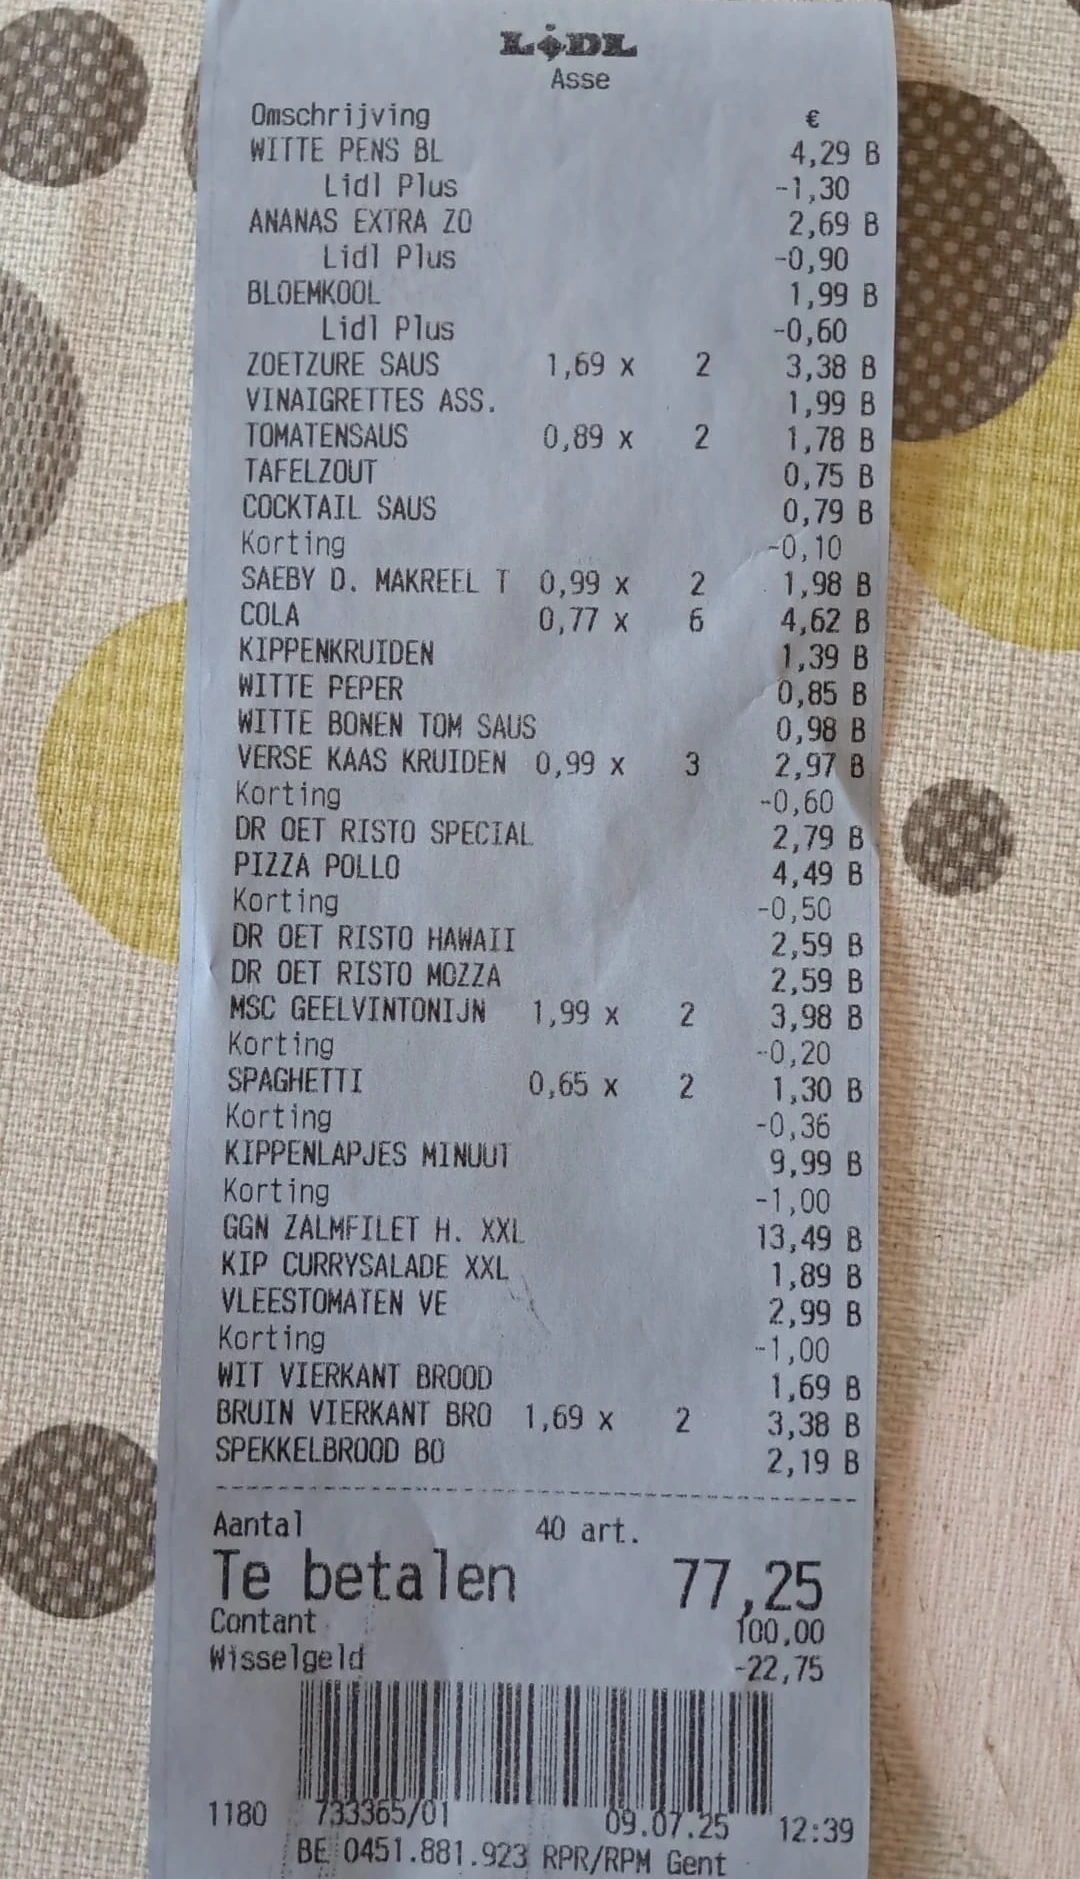 LIDL
Asse
Omschrijving €
WITTE PENS BL 4,29 B
Lidl Plus -1,30
ANANAS EXTRA ZO 2,69 B
Lidl Plus -0,90
BLOEMKOOL 1,99 B
Lidl Plus -0,60
ZOETZURE SAUS 1,69 x 2 3,38 B
VINAIGRETTES ASS. 1,99 B
TOMATENSAUS 0,89 x 2 1,78 B
TAFELZOUT 0,75 B
COCKTAIL SAUS 0,79 B
Korting -0,10
SAEBY D. MAKREEL T 0,99 x 2 1,98 B
COLA 0,77 x 6 4,62 B
KIPPENKRUIDEN 1,39 B
WITTE PEPER 0,85 B
WITTE BONEN TOM SAUS 0,98 B
VERSE KAAS KRUIDEN 0,99 x 3 2,97 B
Korting -0,60
DR OET RISTO SPECIAL 2,79 B
PIZZA POLLO 4,49 B
Korting -0,50
DR OET RISTO HAWAII 2,59 B
DR OET RISTO MOZZA 2,59 B
MSC GEELVINTONIJN 1,99 x 2 3,98 B
Korting -0,20
SPAGHETTI 0,65 x 2 1,30 B
Korting -0,36
KIPPENLAPJES MINUUT 9,99 B
Korting -1,00
GGN ZALMFILET H. XXL 13,49 B
KIP CURRYSALADE XXL 1,89 B
VLEESTOMATEN VE 2,99 B
Korting -1,00
WIT VIERKANT BROOD 1,69 B
BRUIN VIERKANT BRO 1,69 x 2 3,38 B
SPEKKELBROOD BO 2,19 B
Aantal 40 art.
Te betalen 77,25
Contant 100,00
Wisselgeld -22,75
1180 733365/01 09.07.25 12:39
BE 0451.881.923 RPR/RPM Gent